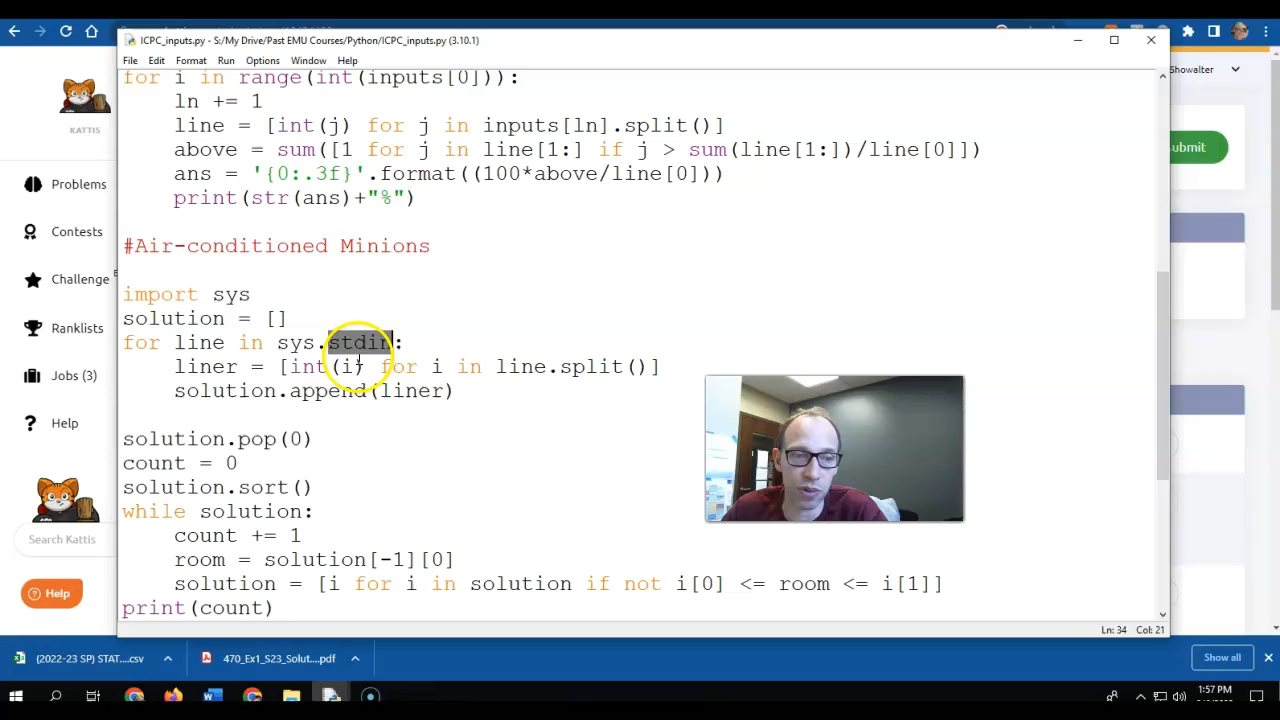 ICPC_inputs.py - S:/My Drive/Past EMU Courses/Python/ICPC_inputs.py (3.10.1)
File Edit Format Run Options Window Help
Showalter
for i in range(int(inputs[0])):
    ln += 1
    line = [int(j) for j in inputs[ln].split()]
    above = sum([1 for j in line[1:] if j > sum(line[1:])/line[0]])
    ans = '{0:.3f}'.format((100*above/line[0]))
    print(str(ans)+"%")
#Air-conditioned Minions
import sys
solution = []
for line in sys.stdin:
    liner = [int(i) for i in line.split()]
    solution.append(liner)
solution.pop(0)
count = 0
solution.sort()
while solution:
    count += 1
    room = solution[-1][0]
    solution = [i for i in solution if not i[0] <= room <= i[1]]
print(count)
Ln: 34 Col: 21
KATTIS
Problems
Contests
Challenge
Ranklists
Jobs (3)
Help
Search Kattis
Help
ubmit
(2022-23 SP) STAT....csv
470_Ex1_S23_Solut....pdf
Show all
1:57 PM